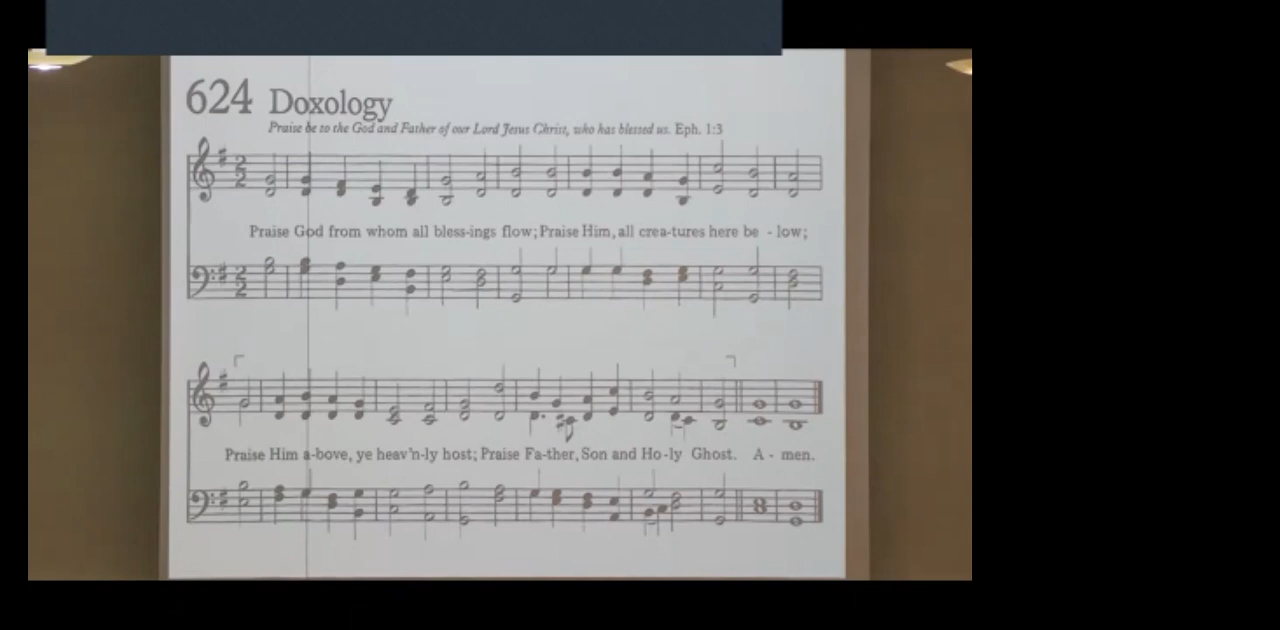 624 Doxology
Praise be to the God and Father of our Lord Jesus Christ, who has blessed us. Eph. 1:3
Praise God from whom all bless-ings flow; Praise Him, all crea-tures here be - low;
Praise Him a-bove, ye heav'n-ly host; Praise Fa-ther, Son and Ho-ly Ghost. A - men.